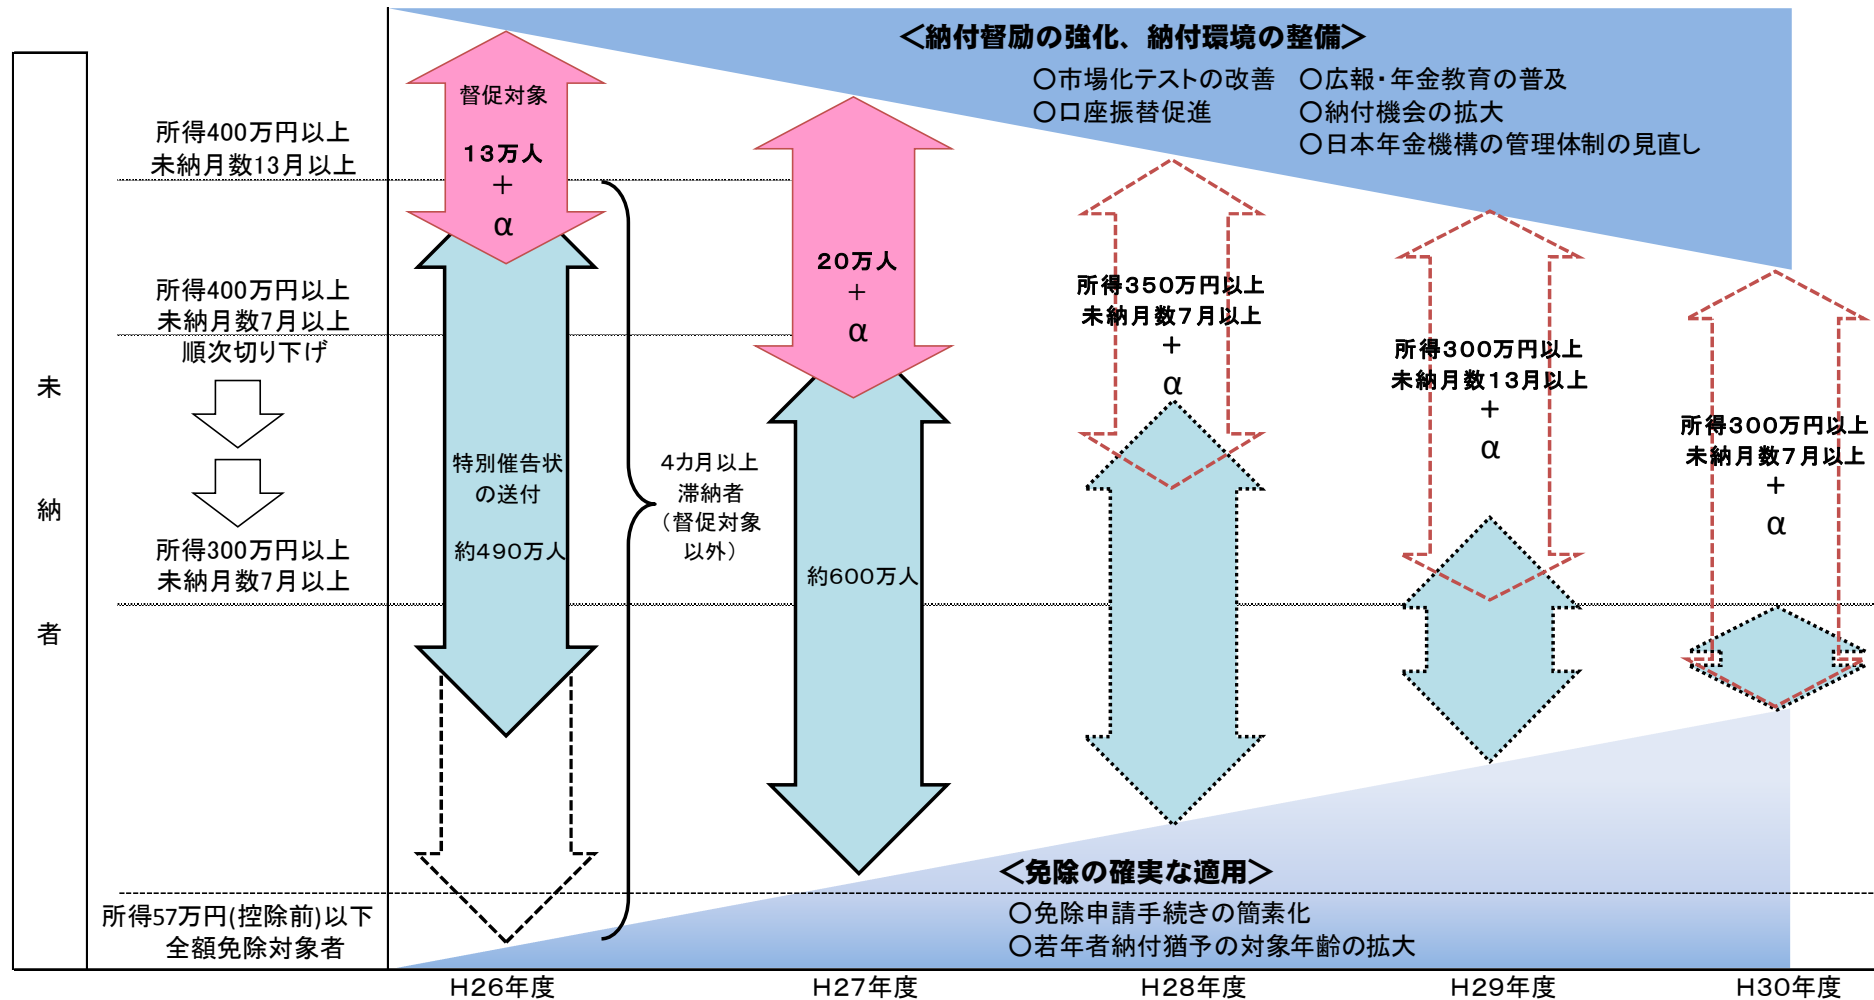 ＜納付督励の強化、納付環境の整備＞
○市場化テストの改善
○口座振替促進
○広報・年金教育の普及
○納付機会の拡大
○日本年金機構の管理体制の見直し
未
納
者
所得400万円以上
未納月数13月以上
所得400万円以上
未納月数7月以上
順次切り下げ
所得300万円以上
未納月数7月以上
所得57万円(控除前)以下
全額免除対象者
督促対象
13万人
＋
α
特別催告状
の送付
約490万人
4カ月以上
滞納者
（督促対象
以外）
20万人
＋
α
約600万人
所得350万円以上
未納月数7月以上
＋
α
所得300万円以上
未納月数13月以上
＋
α
所得300万円以上
未納月数7月以上
＋
α
＜免除の確実な適用＞
○免除申請手続きの簡素化
○若年者納付猶予の対象年齢の拡大
H26年度
H27年度
H28年度
H29年度
H30年度